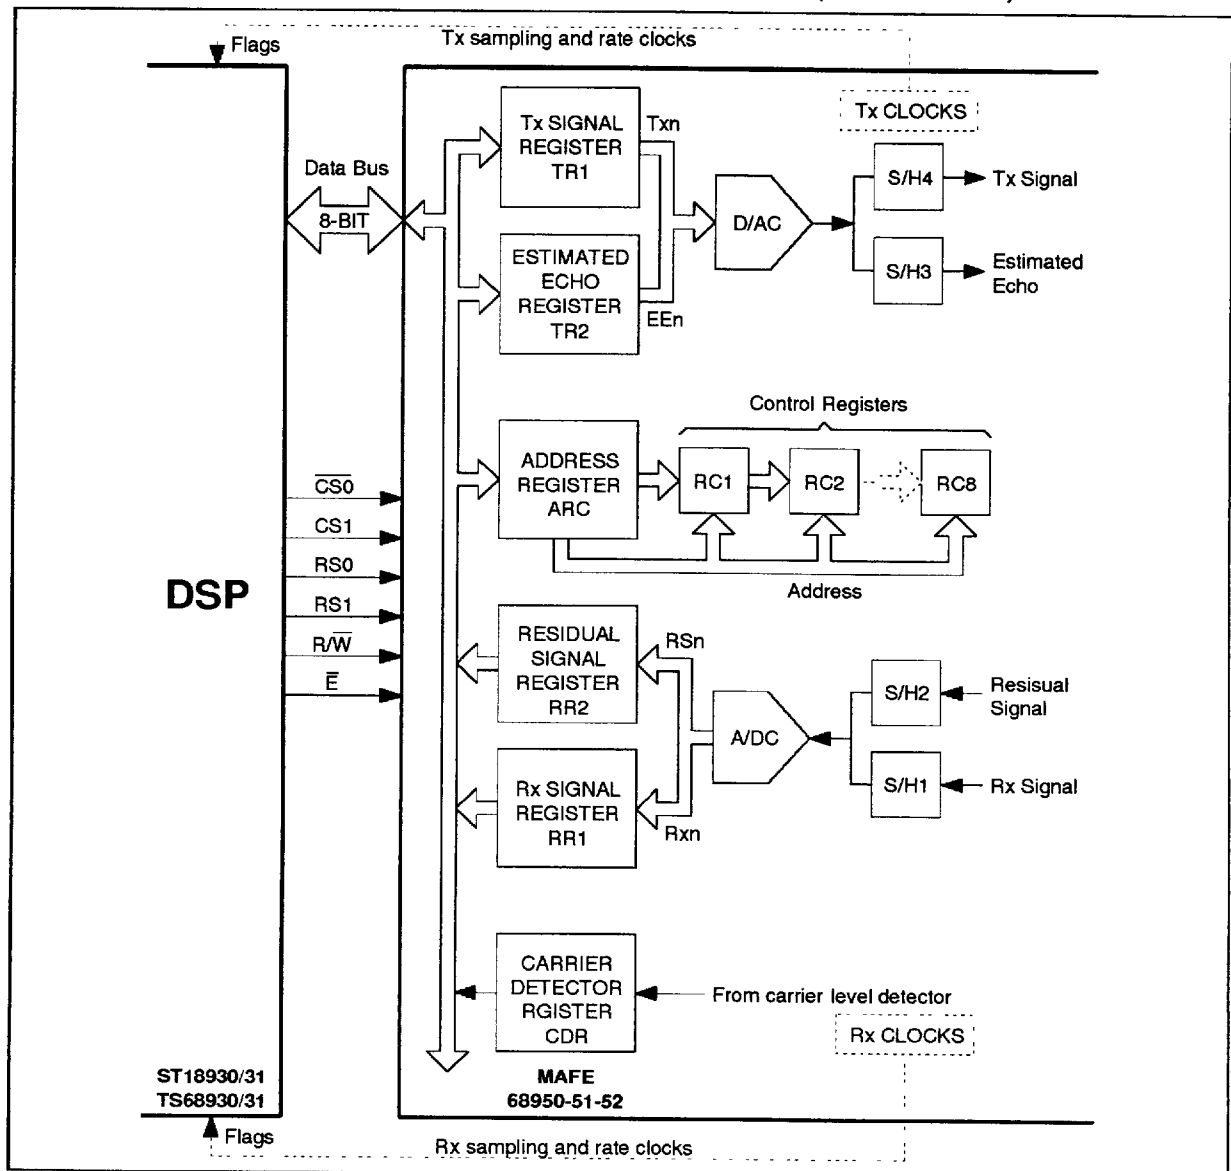 Flags
Tx sampling and rate clocks
Tx CLOCKS
Data Bus
8-BIT
Tx SIGNAL
REGISTER
TR1
Txn
ESTIMATED
ECHO
REGISTER
TR2
EEn
D/AC
S/H4
Tx Signal
S/H3
Estimated
Echo
Control Registers
ADDRESS
REGISTER
ARC
RC1
RC2
RC8
Address
CS0
CS1
RS0
RS1
R/W
E
DSP
RESIDUAL
SIGNAL
REGISTER
RR2
RSn
Rx SIGNAL
REGISTER
RR1
Rxn
A/DC
S/H2
Resisual
Signal
S/H1
Rx Signal
CARRIER
DETECTOR
RGISTER
CDR
From carrier level detector
Rx CLOCKS
ST18930/31
TS68930/31
MAFE
68950-51-52
Flags
Rx sampling and rate clocks